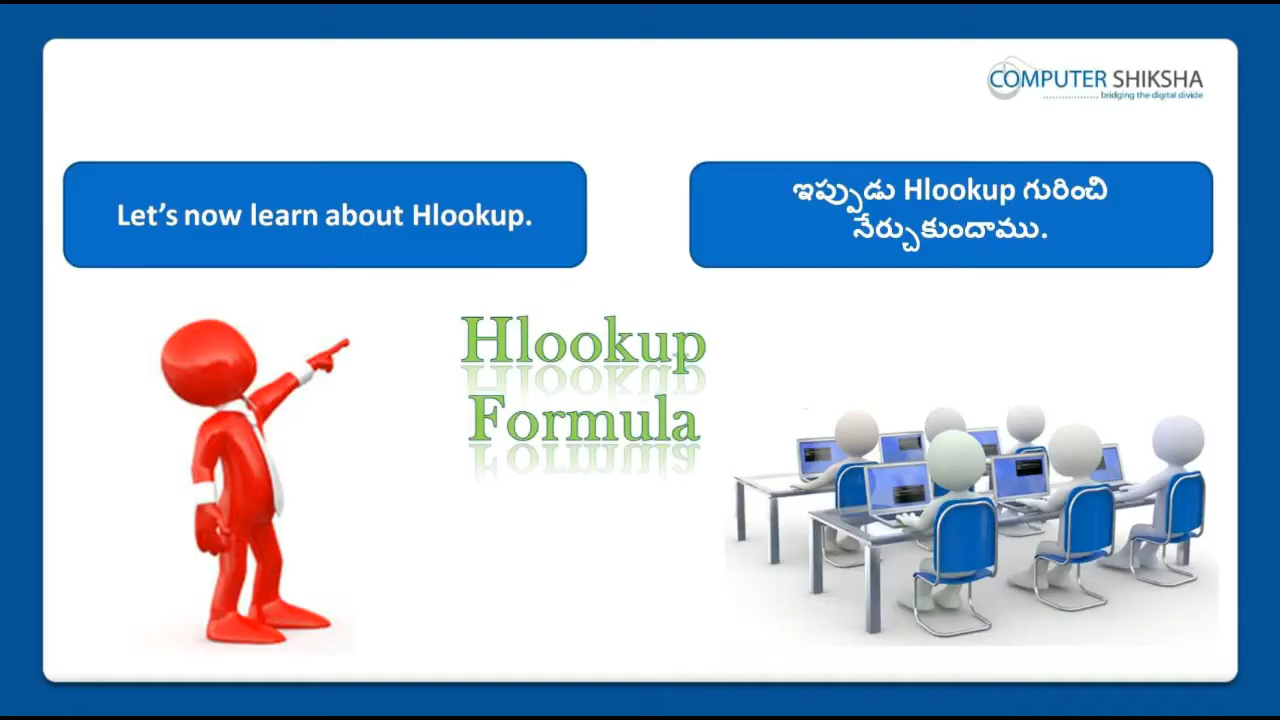 COMPUTER SHIKSHA
bridging the digital divide
Let's now learn about Hlookup.
ఇప్పుడు Hlookup గురించి
నేర్చుకుందాము.
Hlookup
Formula